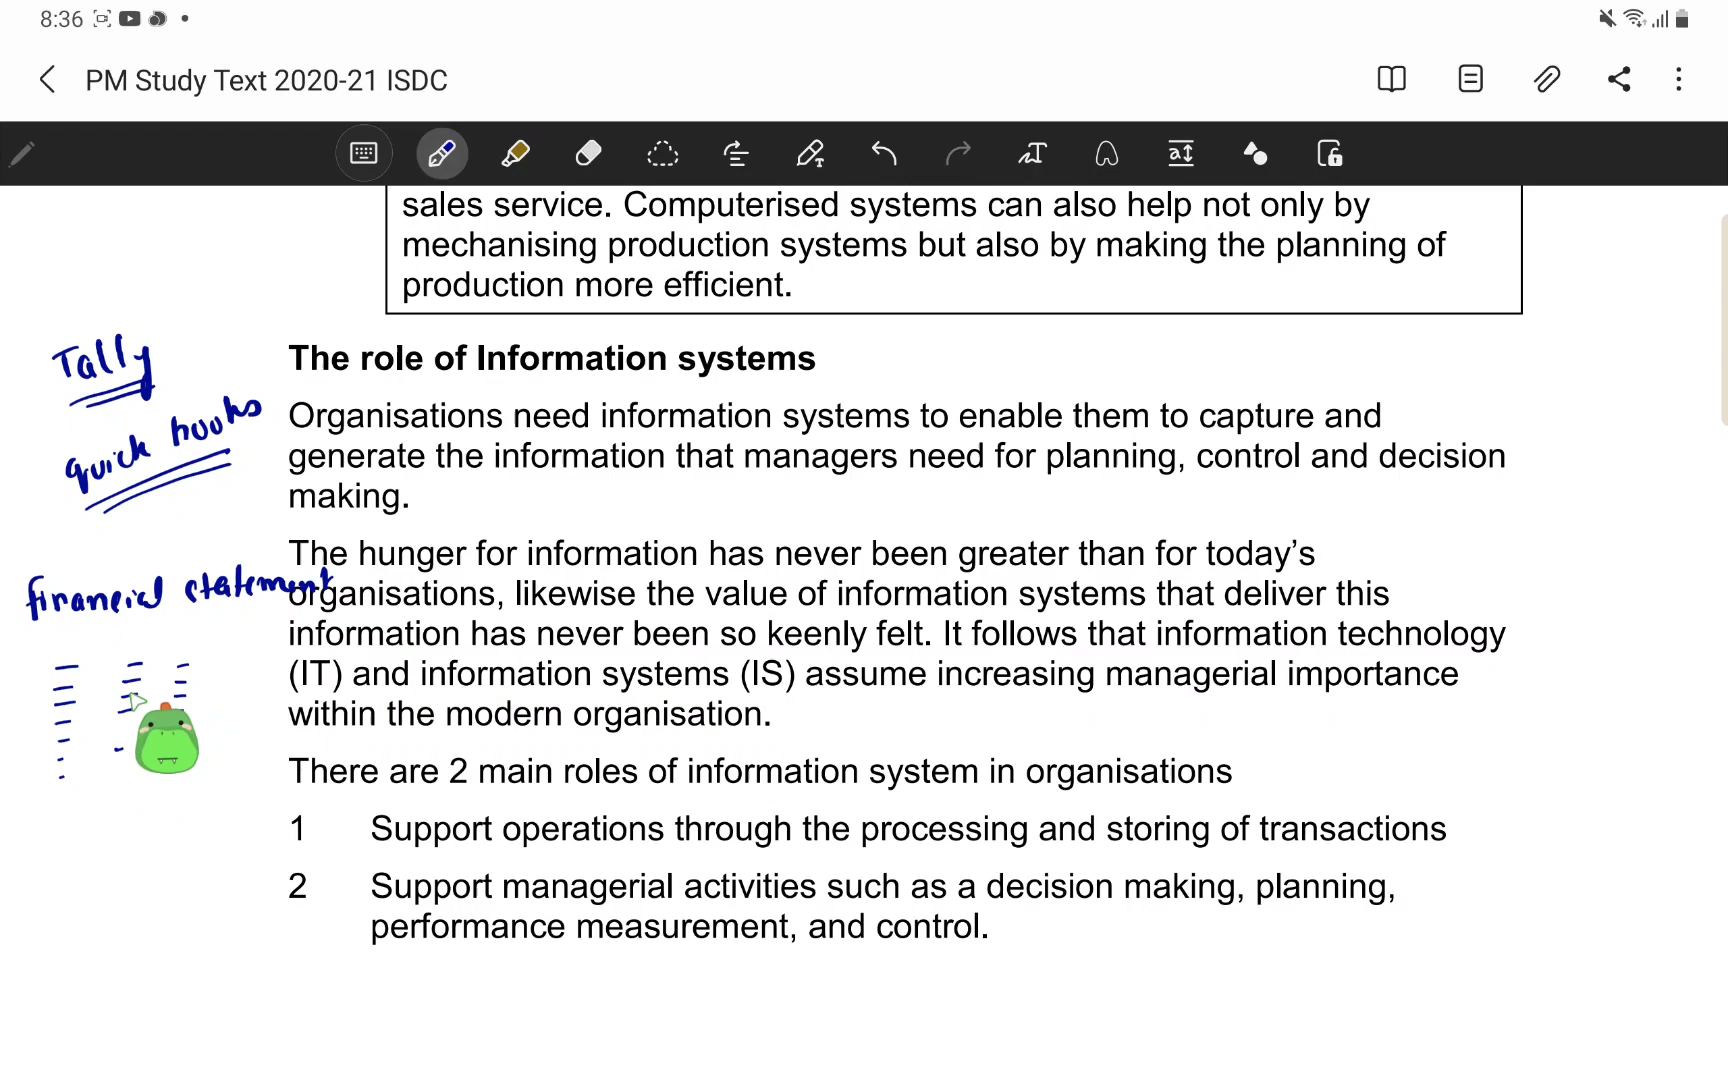 8:36
PM Study Text 2020-21 ISDC
sales service. Computerised systems can also help not only by
mechanising production systems but also by making the planning of
production more efficient.
Tally
quick books
financial statement
The role of Information systems
Organisations need information systems to enable them to capture and
generate the information that managers need for planning, control and decision
making.
The hunger for information has never been greater than for today’s
organisations, likewise the value of information systems that deliver this
information has never been so keenly felt. It follows that information technology
(IT) and information systems (IS) assume increasing managerial importance
within the modern organisation.
There are 2 main roles of information system in organisations
1 Support operations through the processing and storing of transactions
2 Support managerial activities such as a decision making, planning,
performance measurement, and control.